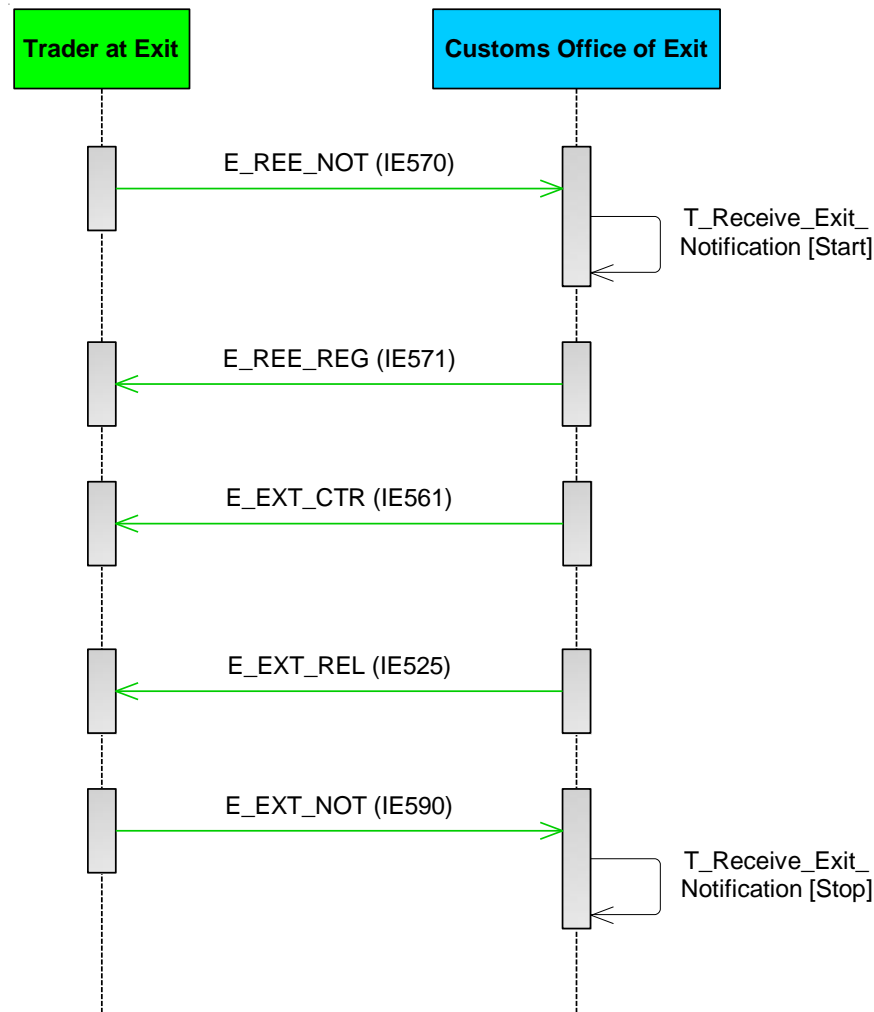 Trader at Exit
Customs Office of Exit
E_REE_NOT (IE570)
T_Receive_Exit_
Notification [Start]
E_REE_REG (IE571)
E_EXT_CTR (IE561)
E_EXT_REL (IE525)
E_EXT_NOT (IE590)
T_Receive_Exit_
Notification [Stop]